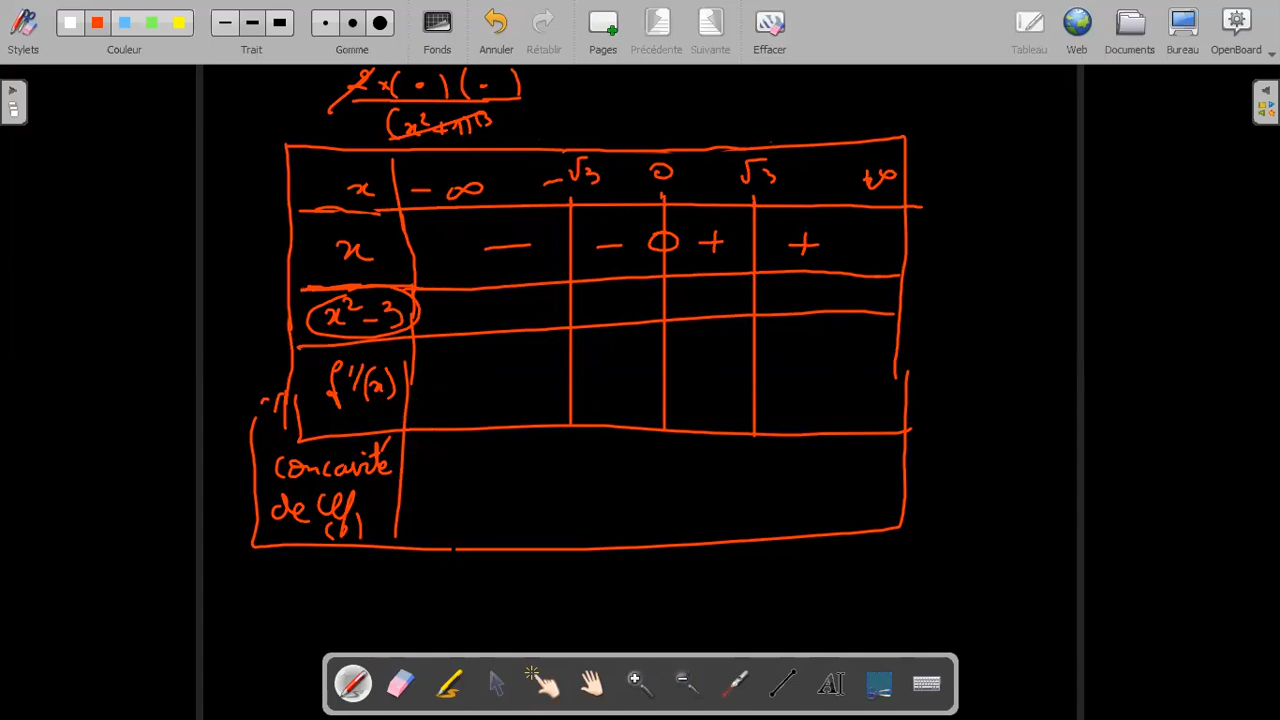 Stylets Couleur Trait Gomme Fonds Annuler Rétablir Pages Précédente Suivante Effacer Tableau Web Documents Bureau OpenBoard
2x( · )( · )
x - ∞ -√3 0 √3 +∞
x — − 0 + +
x² - 3
f''(x)
concavité
de Cf